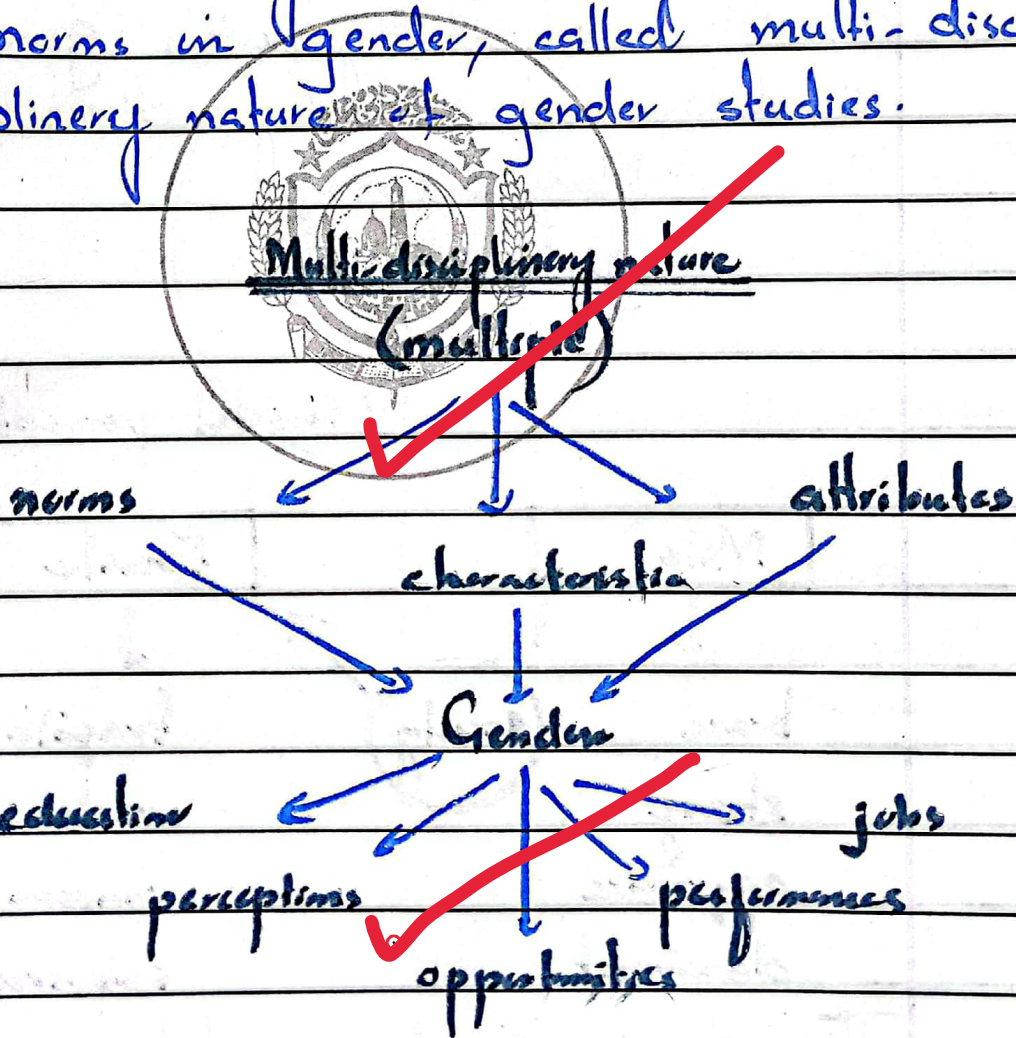 norms in gender, called multi-disc
plinery nature of gender studies.
Multi-disciplinery nature
(multiple)
norms attributes
characteristic
Gender
education jobs
perceptions performences
opportunities